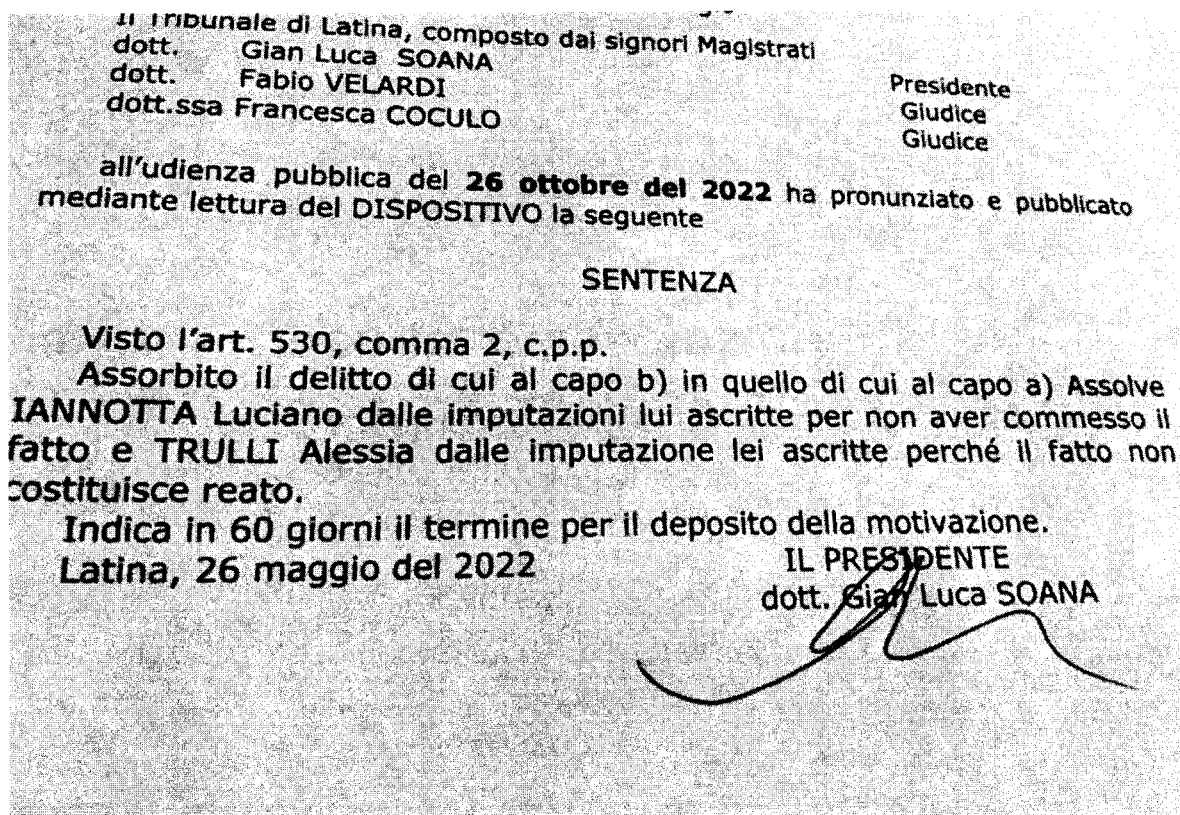 Il Tribunale di Latina, composto dai signori Magistrati
dott. Gian Luca SOANA Presidente
dott. Fabio VELARDI Giudice
dott.ssa Francesca COCULO Giudice
all'udienza pubblica del 26 ottobre del 2022 ha pronunziato e pubblicato
mediante lettura del DISPOSITIVO la seguente
SENTENZA
Visto l'art. 530, comma 2, c.p.p.
Assorbito il delitto di cui al capo b) in quello di cui al capo a) Assolve
IANNOTTA Luciano dalle imputazioni lui ascritte per non aver commesso il
fatto e TRULLI Alessia dalle imputazione lei ascritte perché il fatto non
costituisce reato.
Indica in 60 giorni il termine per il deposito della motivazione.
Latina, 26 maggio del 2022
IL PRESIDENTE
dott. Gian Luca SOANA